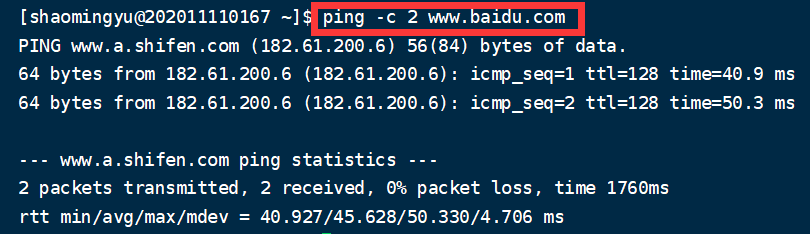 [shaomingyu@202011110167 ~]$ ping -c 2 www.baidu.com
PING www.a.shifen.com (182.61.200.6) 56(84) bytes of data.
64 bytes from 182.61.200.6 (182.61.200.6): icmp_seq=1 ttl=128 time=40.9 ms
64 bytes from 182.61.200.6 (182.61.200.6): icmp_seq=2 ttl=128 time=50.3 ms
--- www.a.shifen.com ping statistics ---
2 packets transmitted, 2 received, 0% packet loss, time 1760ms
rtt min/avg/max/mdev = 40.927/45.628/50.330/4.706 ms